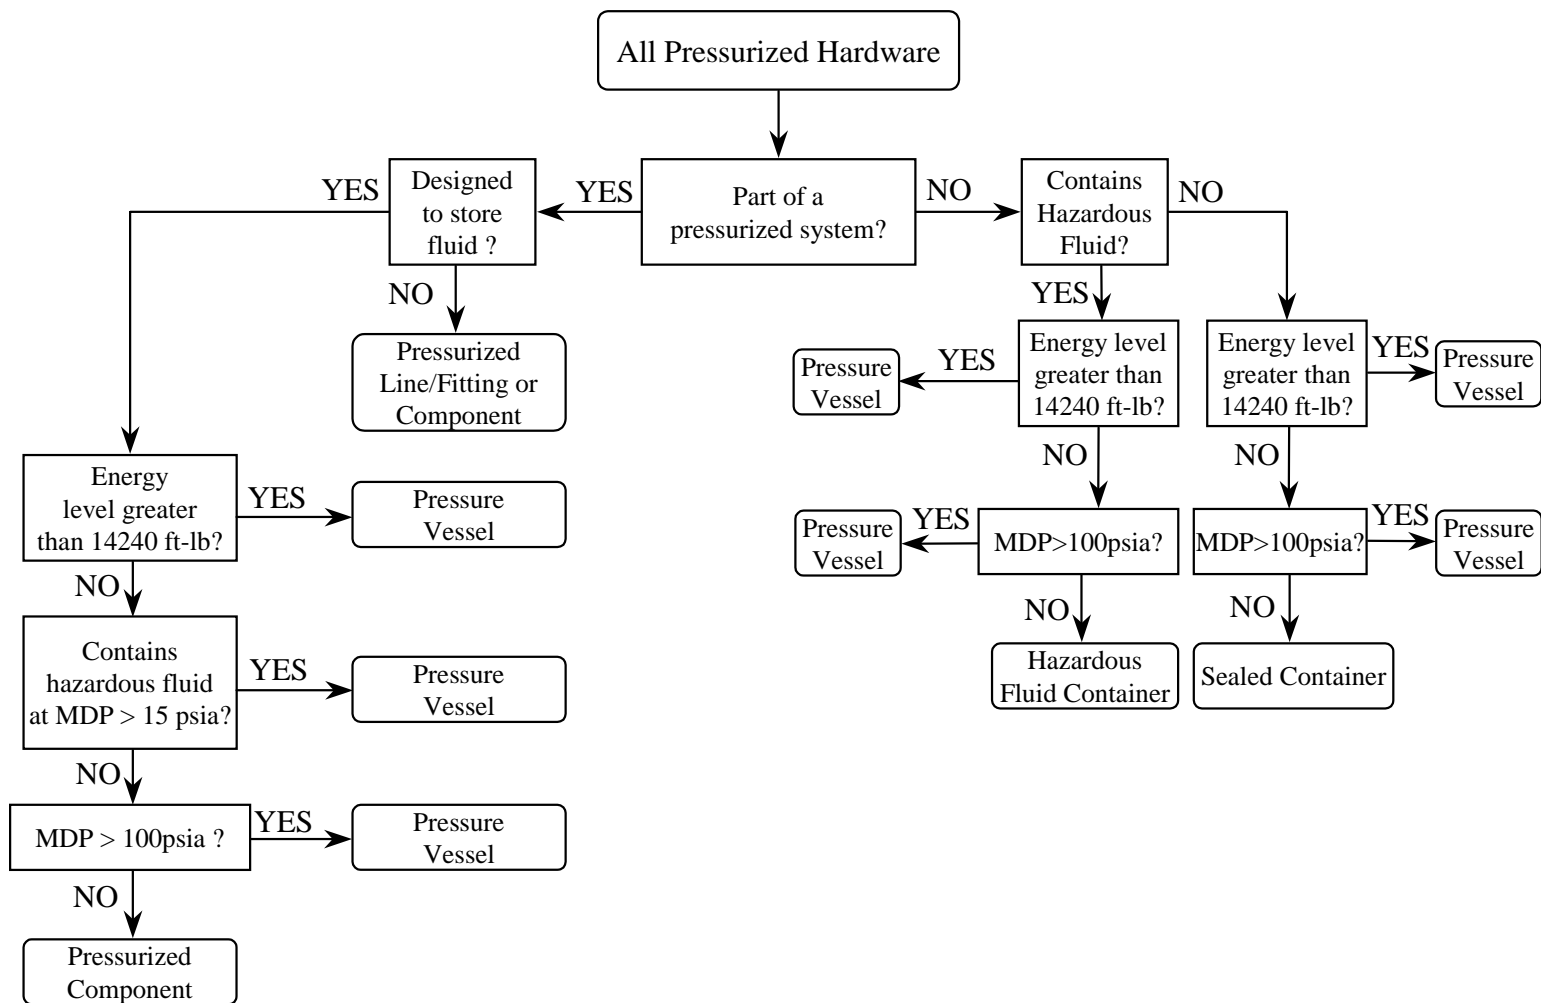 All Pressurized Hardware
YES
Designed
to store
fluid ?
YES
Part of a
pressurized system?
NO
Contains
Hazardous
Fluid?
NO
NO
YES
Pressurized
Line/Fitting or
Component
Pressure
Vessel
YES
Energy level
greater than
14240 ft-lb?
Energy level
greater than
14240 ft-lb?
YES
Pressure
Vessel
NO
NO
Energy
level greater
than 14240 ft-lb?
YES
Pressure
Vessel
Pressure
Vessel
YES
MDP>100psia?
MDP>100psia?
YES
Pressure
Vessel
NO
NO
NO
Contains
hazardous fluid
at MDP > 15 psia?
YES
Pressure
Vessel
Hazardous
Fluid Container
Sealed Container
NO
MDP > 100psia ?
YES
Pressure
Vessel
NO
Pressurized
Component